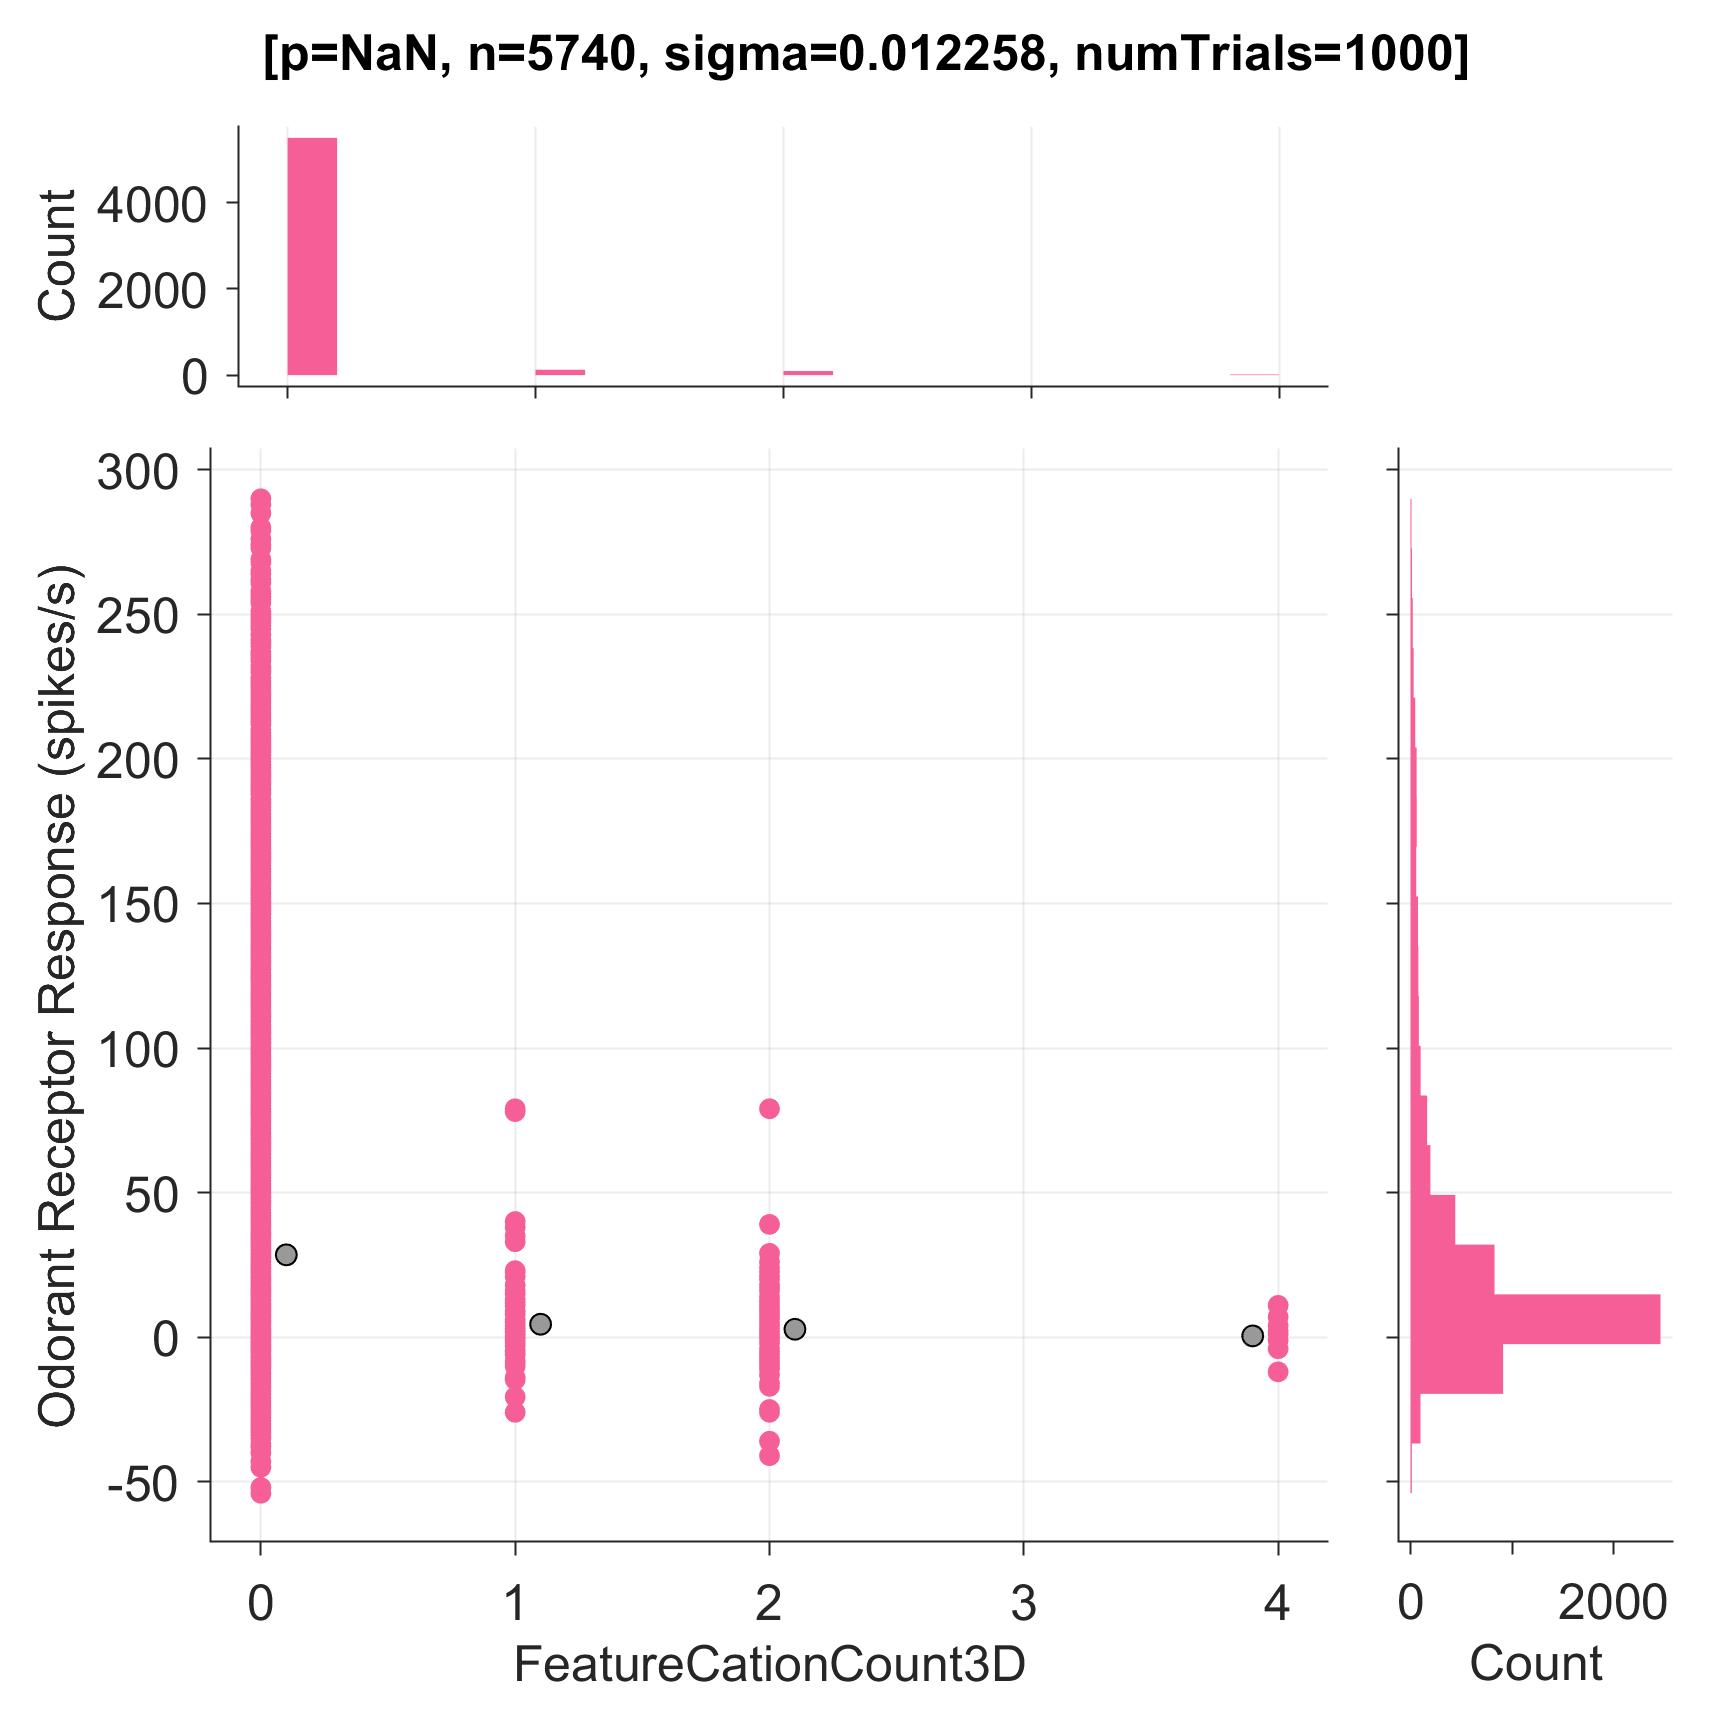 [p=NaN, n=5740, sigma=0.012258, numTrials=1000]
Count
4000
2000
0
Odorant Receptor Response (spikes/s)
300
250
200
150
100
50
0
-50
0 1 2 3 4
FeatureCationCount3D
0 2000
Count